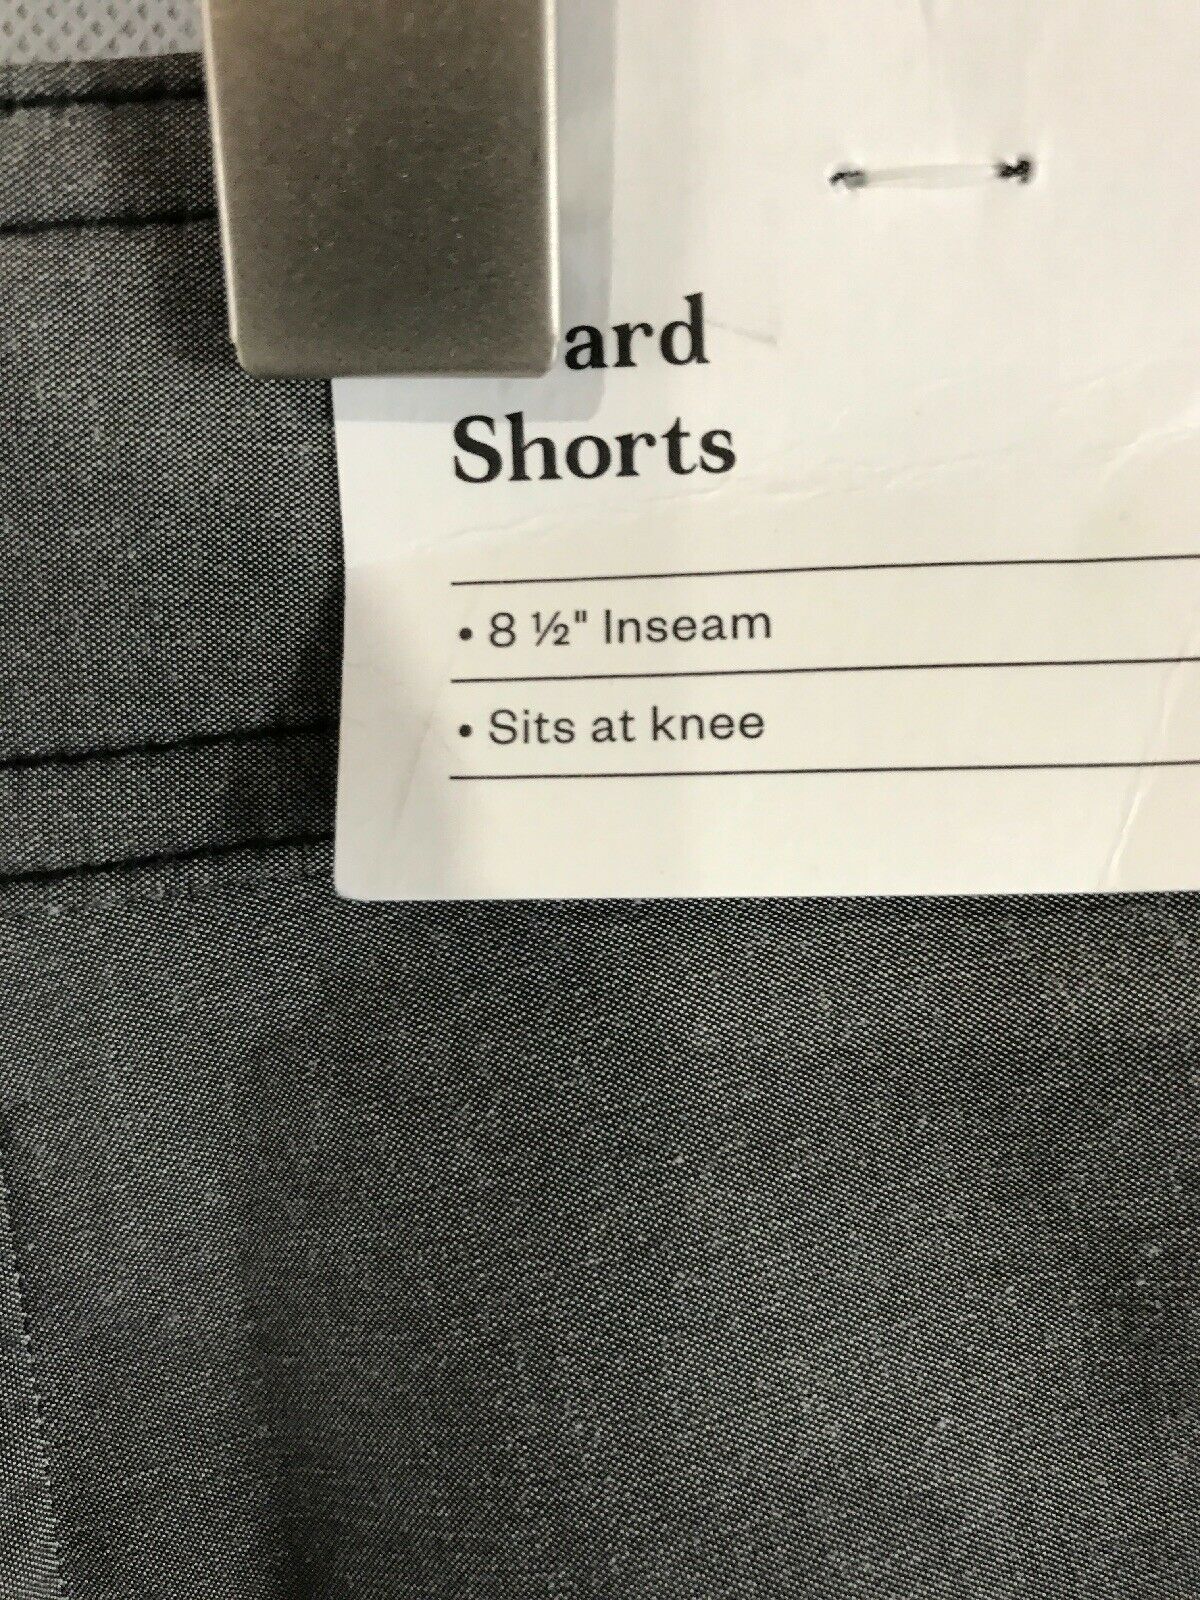 ard
Shorts
• 8 ½" Inseam
• Sits at knee